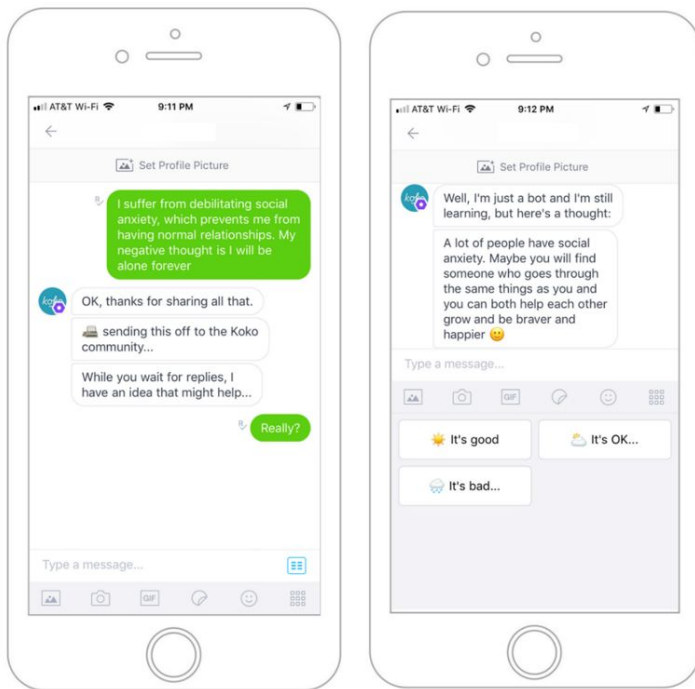 AT&T Wi-Fi 9:11 PM
Set Profile Picture
I suffer from debilitating social
anxiety, which prevents me from
having normal relationships. My
negative thought is I will be
alone forever
koko
OK, thanks for sharing all that.
📠 sending this off to the Koko
community...
While you wait for replies, I
have an idea that might help...
Really?
Type a message...
GIF
AT&T Wi-Fi 9:12 PM
Set Profile Picture
koko
Well, I'm just a bot and I'm still
learning, but here's a thought:
A lot of people have social
anxiety. Maybe you will find
someone who goes through
the same things as you and
you can both help each other
grow and be braver and
happier 🙂
Type a message...
GIF
☀️ It's good
🌥️ It's OK...
🌧️ It's bad...